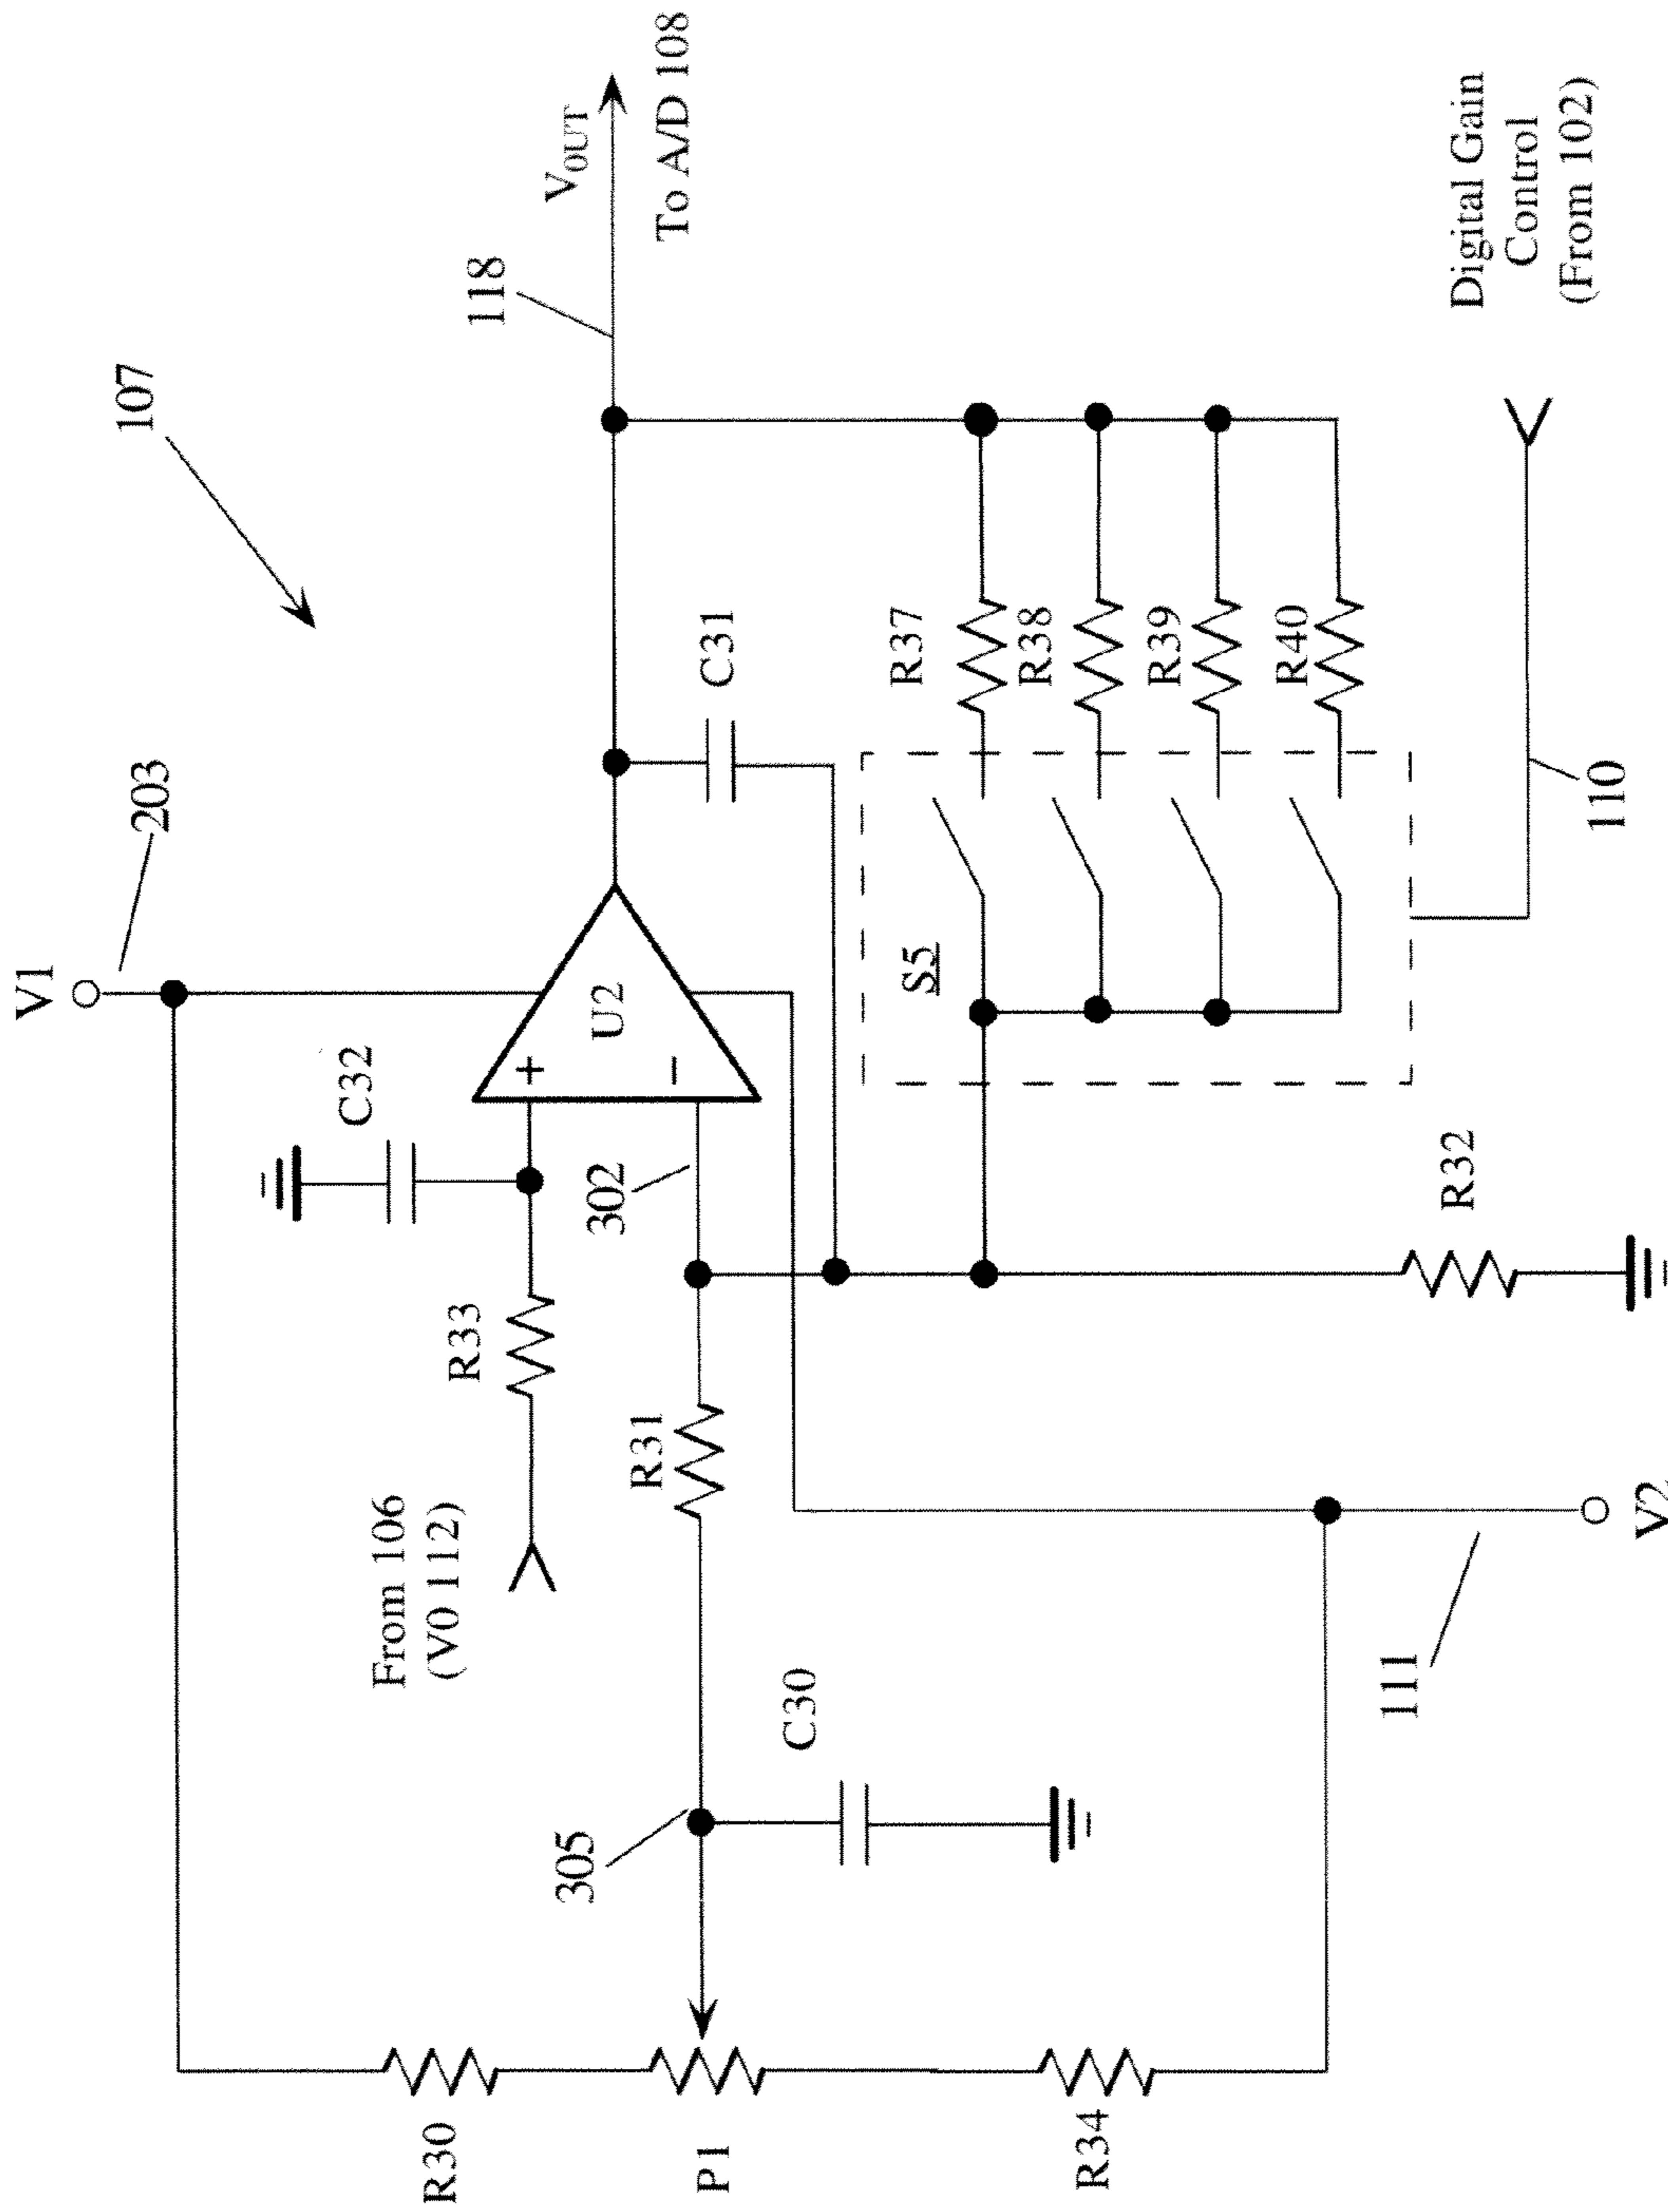 107
V1
203
C32
118
V0UT
To A/D 108
From 106
(V0 112)
R33
+
U2
−
302
C31
R30
P1
R34
305
R31
C30
S5
R37
R38
R39
R40
R32
111
V2
110
Digital Gain
Control
(From 102)